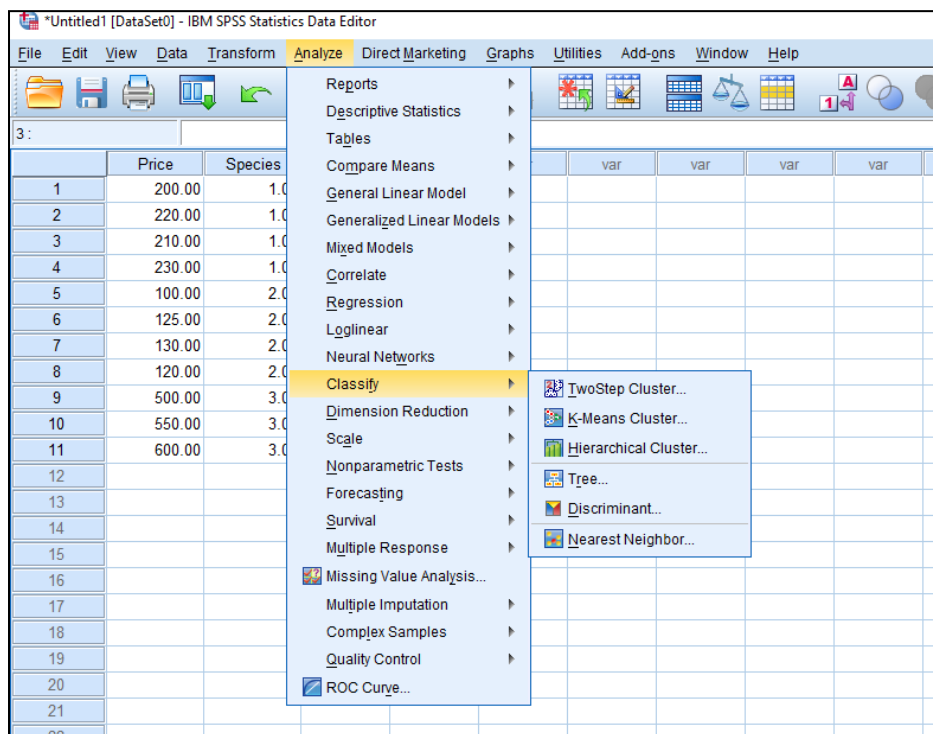 *Untitled1 [DataSet0] - IBM SPSS Statistics Data Editor
File Edit View Data Transform Analyze Direct Marketing Graphs Utilities Add-ons Window Help
A
1
3 :
Price Species var var var var
1 200.00 1.0
2 220.00 1.0
3 210.00 1.0
4 230.00 1.0
5 100.00 2.0
6 125.00 2.0
7 130.00 2.0
8 120.00 2.0
9 500.00 3.0
10 550.00 3.0
11 600.00 3.0
12
13
14
15
16
17
18
19
20
21
Reports
Descriptive Statistics
Tables
Compare Means
General Linear Model
Generalized Linear Models
Mixed Models
Correlate
Regression
Loglinear
Neural Networks
Classify
Dimension Reduction
Scale
Nonparametric Tests
Forecasting
Survival
Multiple Response
Missing Value Analysis...
Multiple Imputation
Complex Samples
Quality Control
ROC Curve...
TwoStep Cluster...
K-Means Cluster...
Hierarchical Cluster...
Tree...
Discriminant...
Nearest Neighbor...